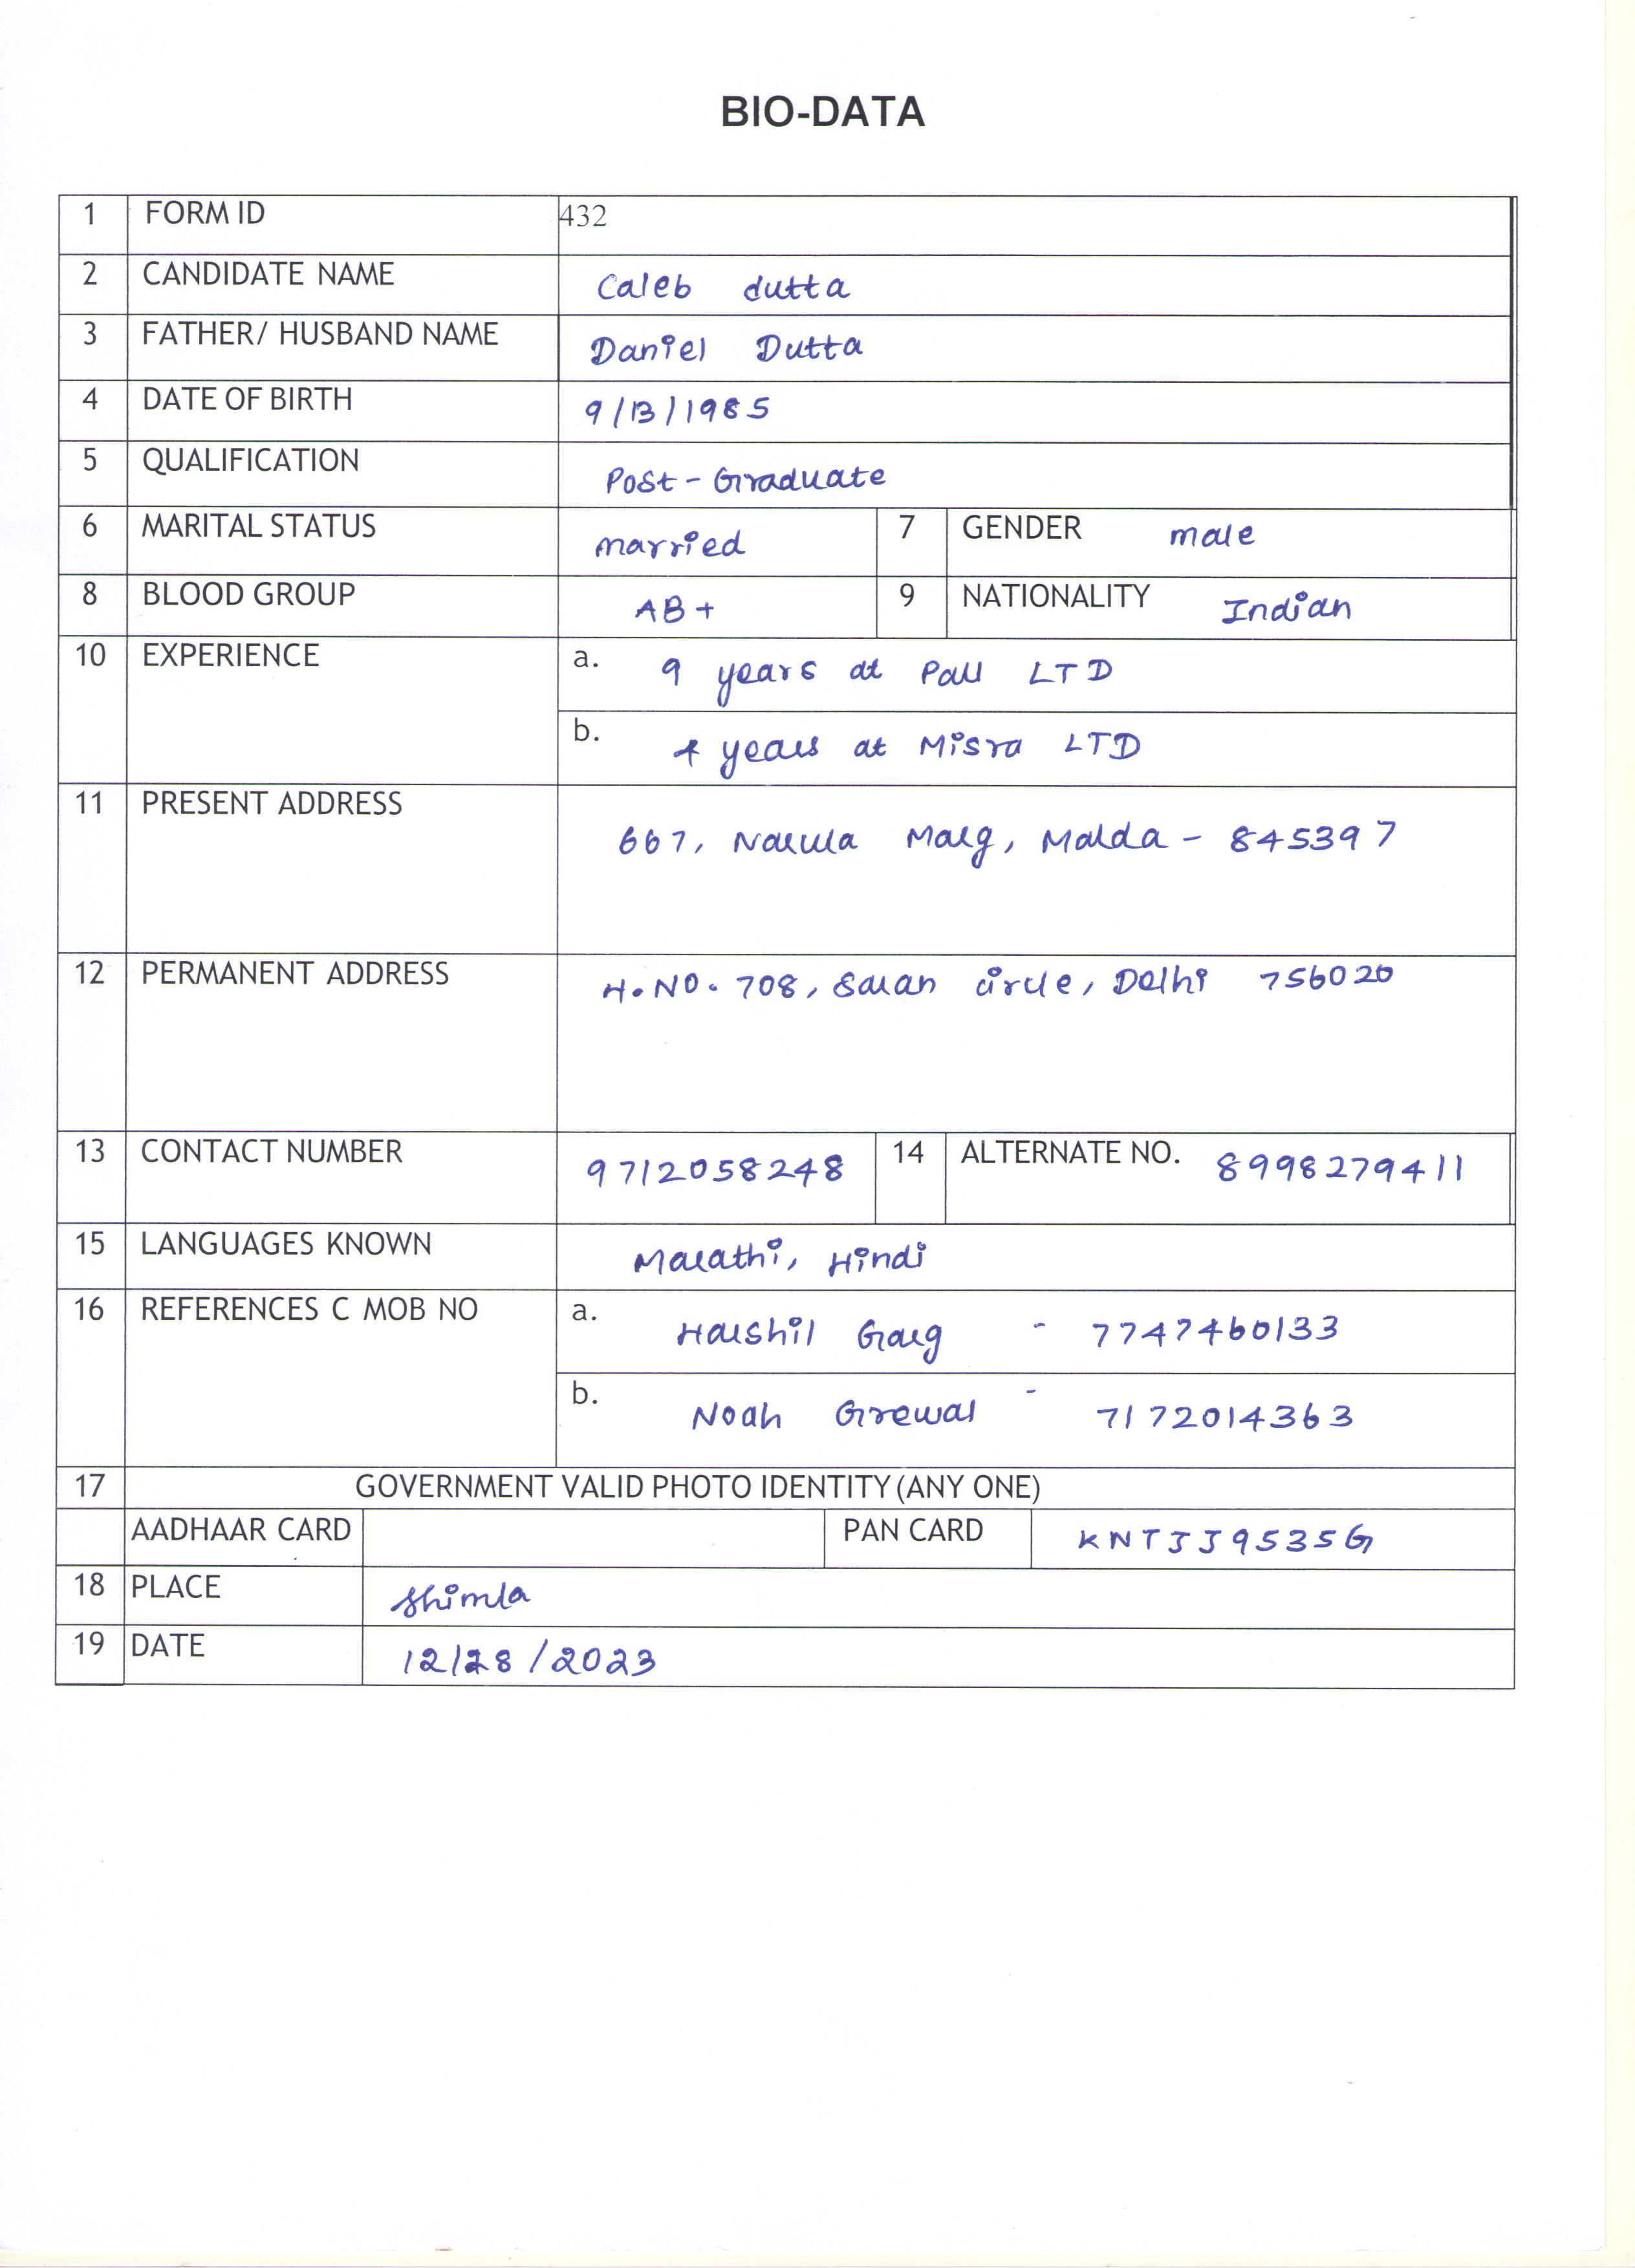 BIO-DATA
1 FORM ID 432
2 CANDIDATE NAME Caleb dutta
3 FATHER/ HUSBAND NAME Daniel Dutta
4 DATE OF BIRTH 9/13/1985
5 QUALIFICATION Post-Graduate
6 MARITAL STATUS married 7 GENDER male
8 BLOOD GROUP AB+ 9 NATIONALITY Indian
10 EXPERIENCE a. 9 years at Pall LTD
b. 4 years at Misra LTD
11 PRESENT ADDRESS 667, Narula Marg, Malda - 845397
12 PERMANENT ADDRESS H.NO. 708, Saran circle, Delhi 756020
13 CONTACT NUMBER 9712058248 14 ALTERNATE NO. 8998279411
15 LANGUAGES KNOWN Marathi, Hindi
16 REFERENCES C MOB NO a. Harshil Garg - 7747460133
b. Noah Grewal - 7172014363
17 GOVERNMENT VALID PHOTO IDENTITY (ANY ONE)
AADHAAR CARD PAN CARD KNTJJ9535G
18 PLACE Shimla
19 DATE 12/28/2023